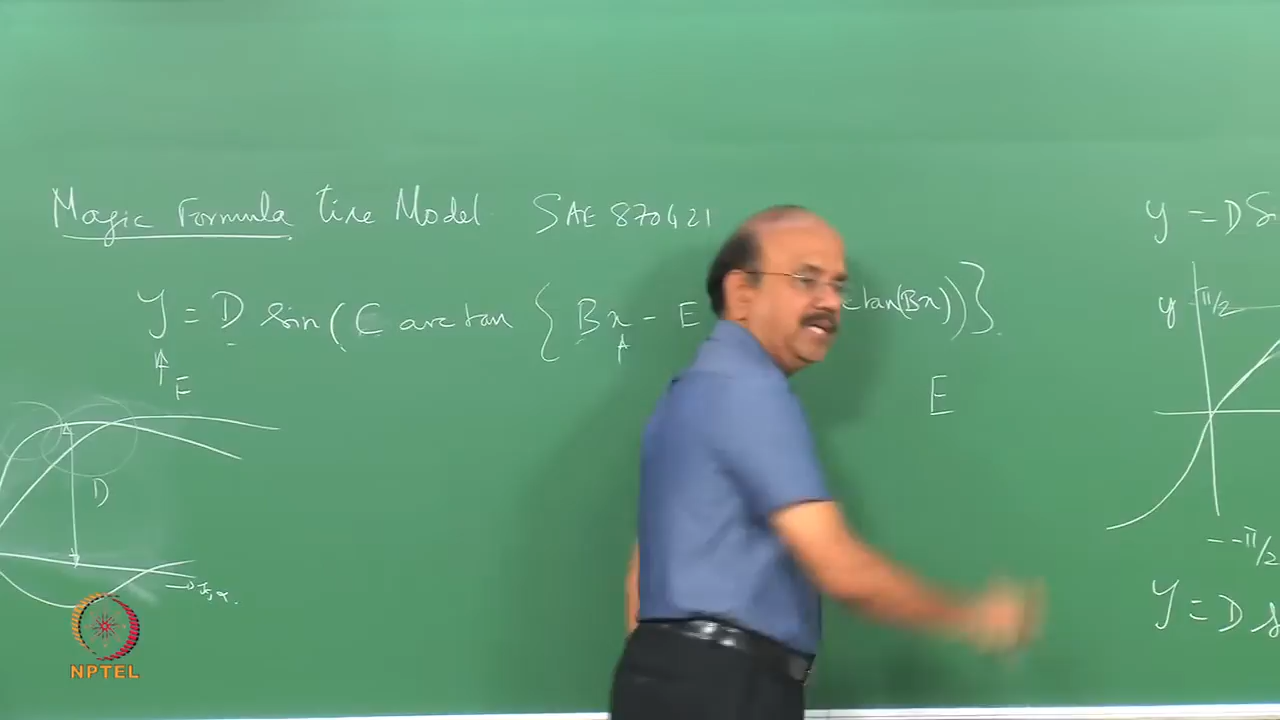 Magic Formula Tire Model SAE 870421
y = D sin ( C arctan { Bx - E tan(Bx) ) } .
F
E
D
y = D S
y π/2
- -π/2
Y = D s
NPTEL